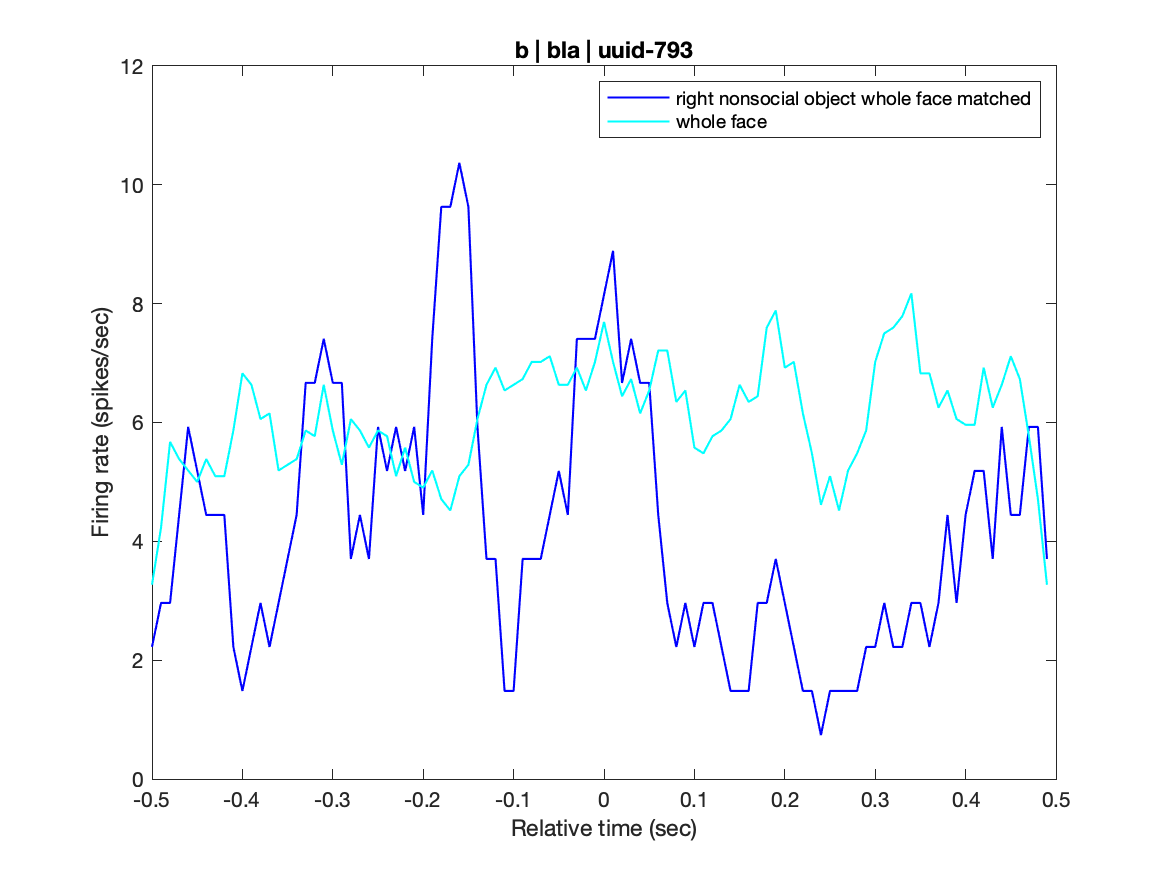 b | bla | uuid-793
12
right nonsocial object whole face matched
whole face
10
8
6
4
2
0
Firing rate (spikes/sec)
-0.5 -0.4 -0.3 -0.2 -0.1 0 0.1 0.2 0.3 0.4 0.5
Relative time (sec)